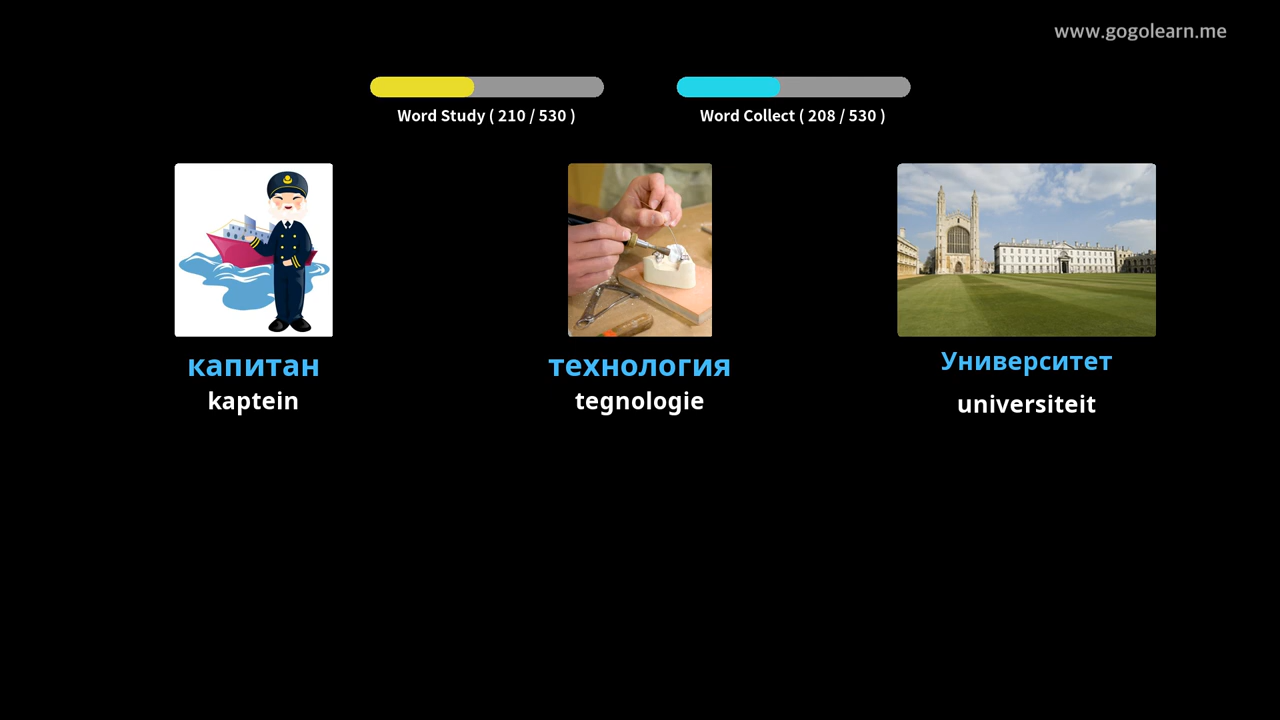 www.gogolearn.me
Word Study ( 210 / 530 )
Word Collect ( 208 / 530 )
капитан
kaptein
технология
tegnologie
Университет
universiteit